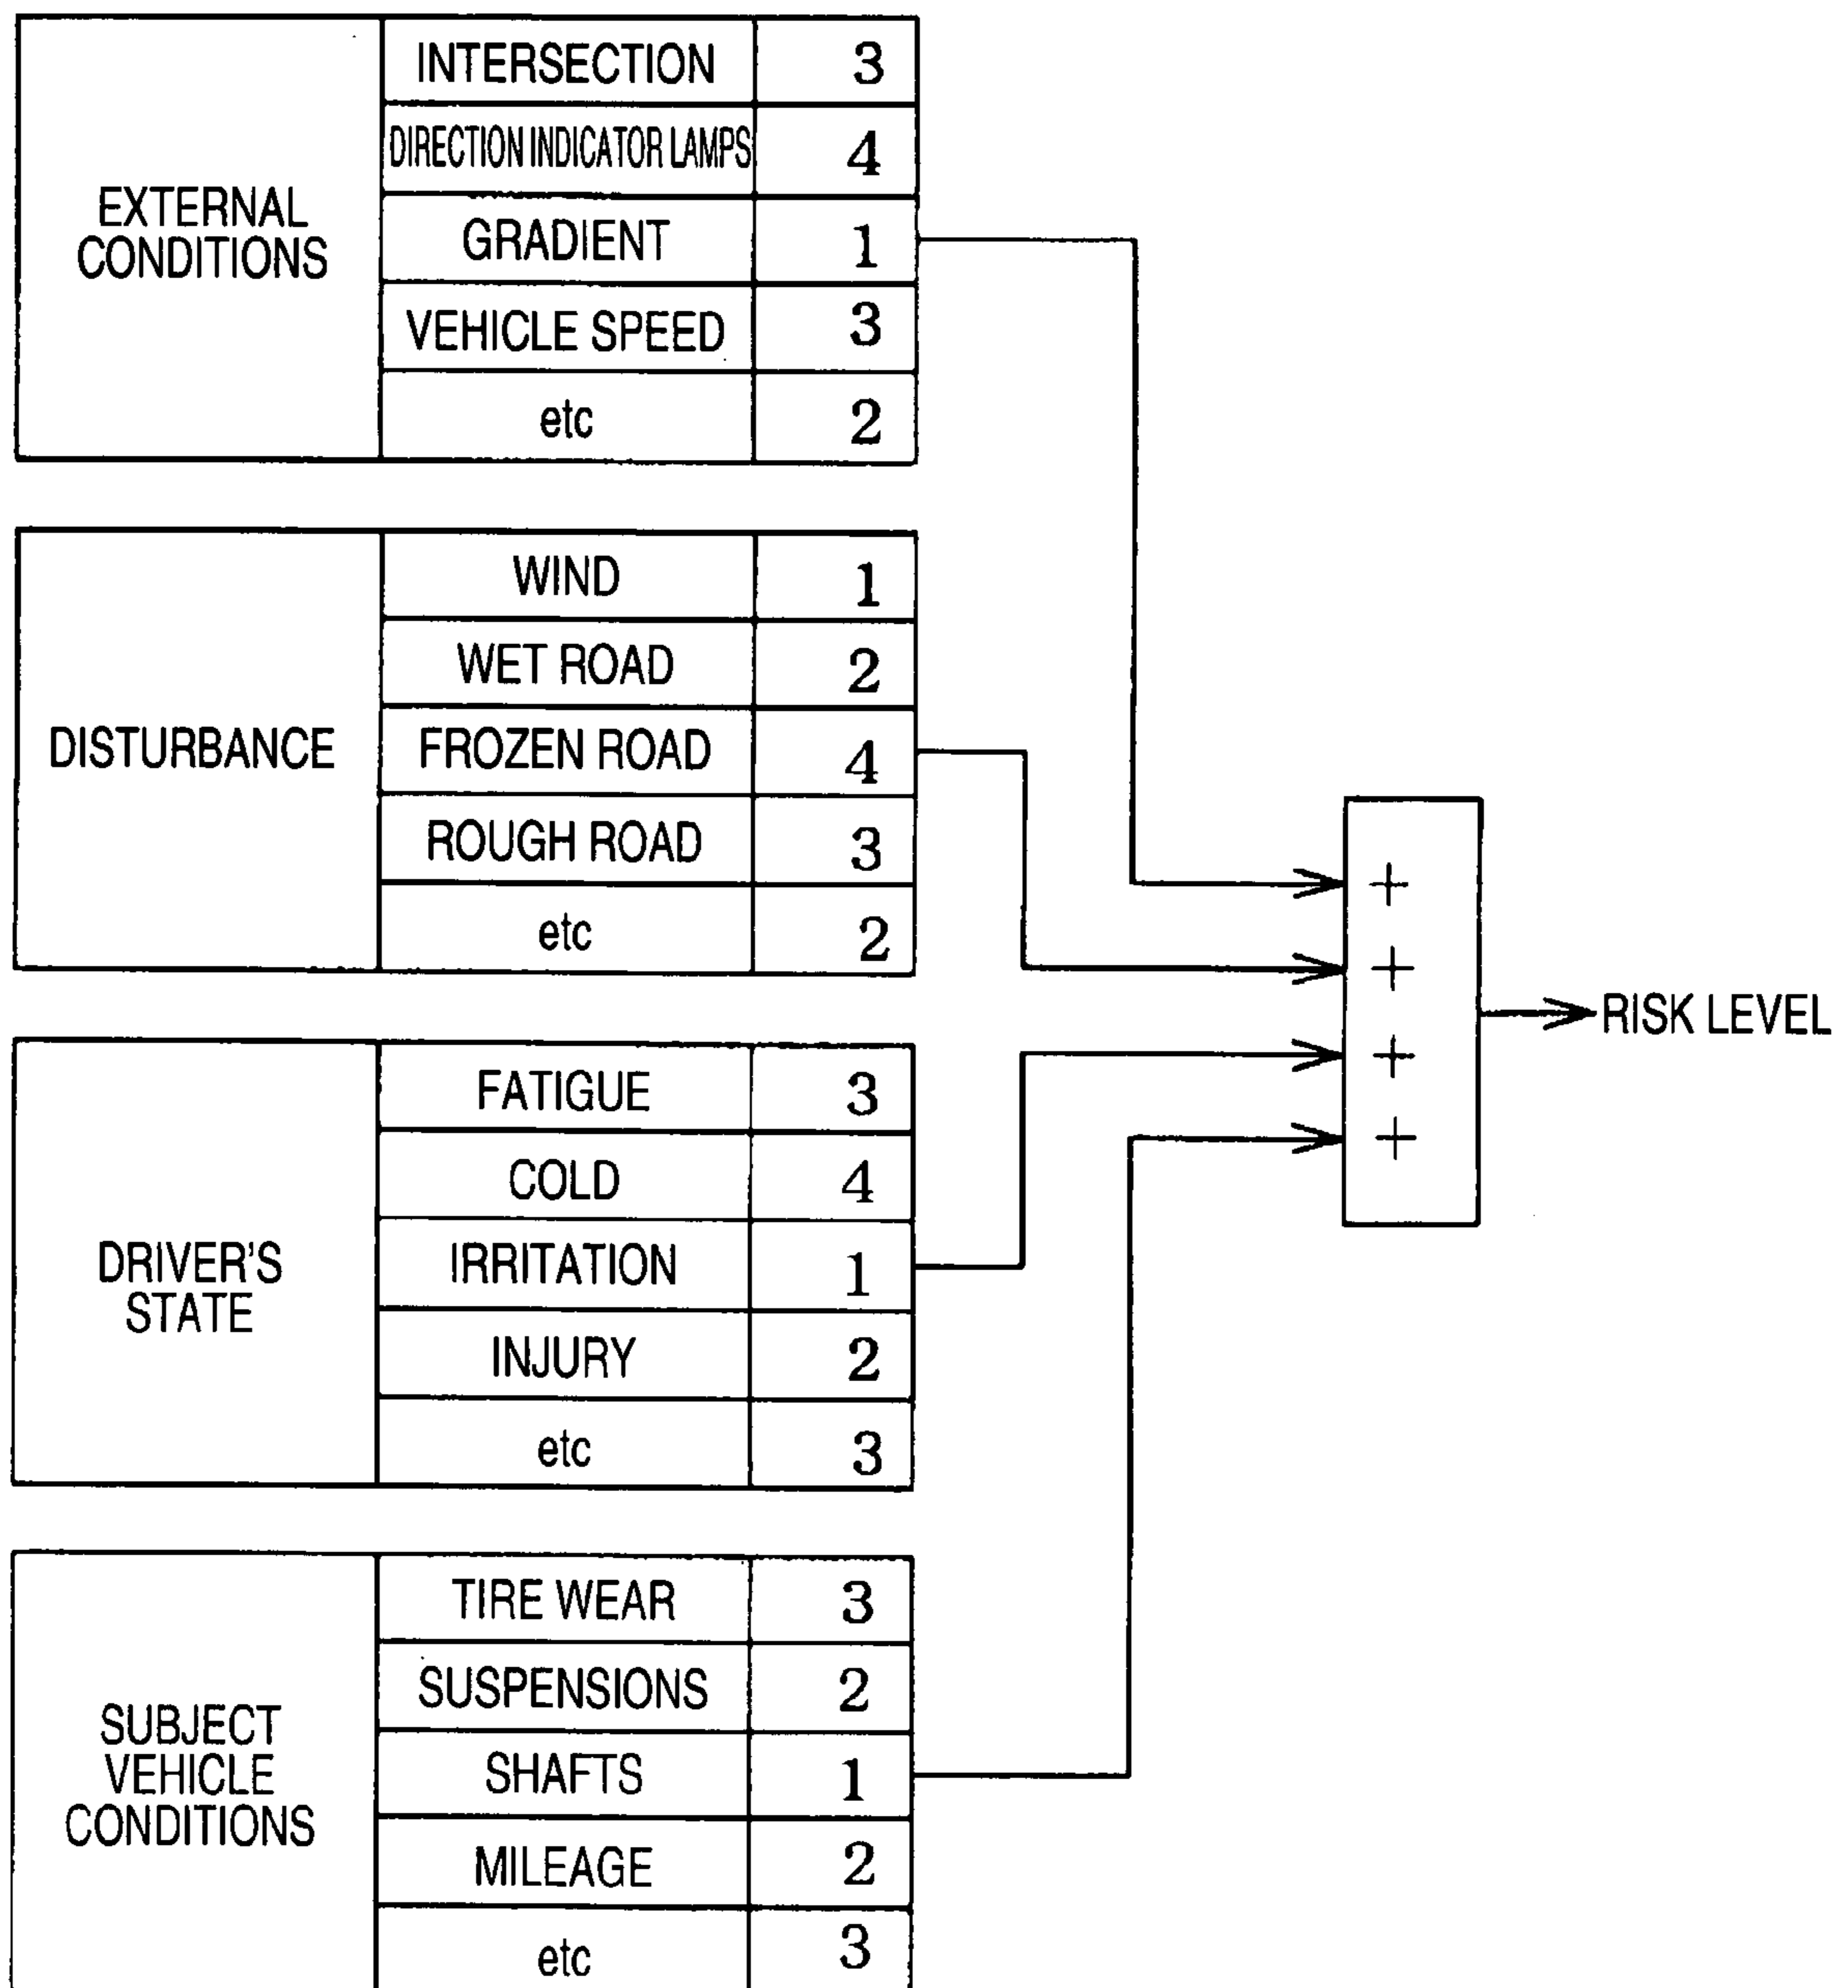 EXTERNAL
CONDITIONS
INTERSECTION 3
DIRECTION INDICATOR LAMPS 4
GRADIENT 1
VEHICLE SPEED 3
etc 2
DISTURBANCE
WIND 1
WET ROAD 2
FROZEN ROAD 4
ROUGH ROAD 3
etc 2
DRIVER'S
STATE
FATIGUE 3
COLD 4
IRRITATION 1
INJURY 2
etc 3
SUBJECT
VEHICLE
CONDITIONS
TIRE WEAR 3
SUSPENSIONS 2
SHAFTS 1
MILEAGE 2
etc 3
+
+
+
+
RISK LEVEL